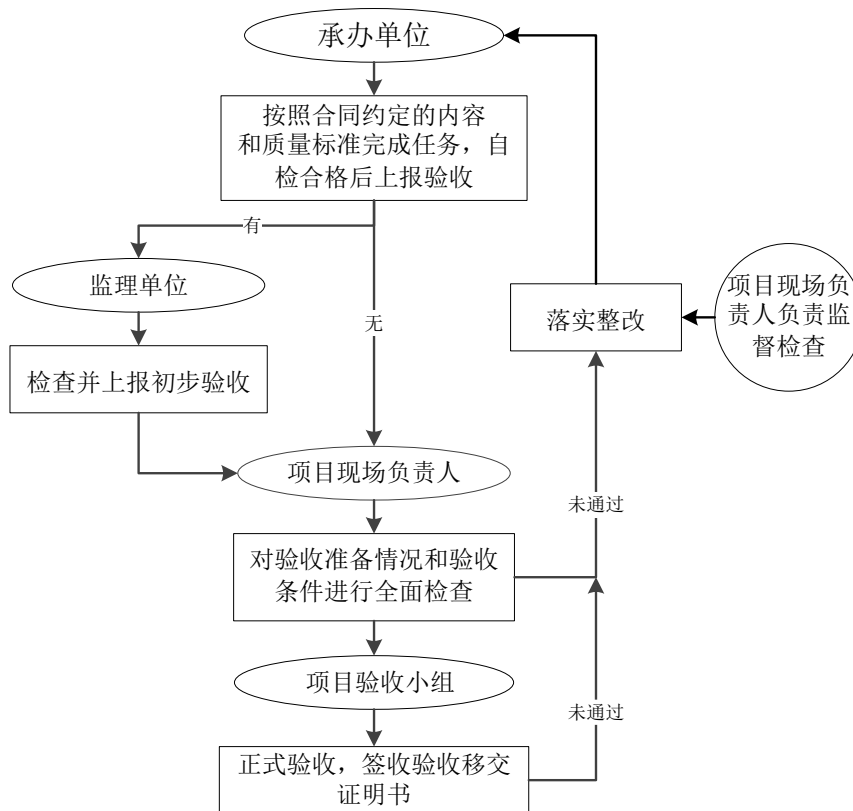 承办单位
按照合同约定的内容
和质量标准完成任务，自
检合格后上报验收
有
监理单位
无
检查并上报初步验收
落实整改
项目现场负
责人负责监
督检查
项目现场负责人
未通过
对验收准备情况和验收
条件进行全面检查
项目验收小组
未通过
正式验收，签收验收移交
证明书